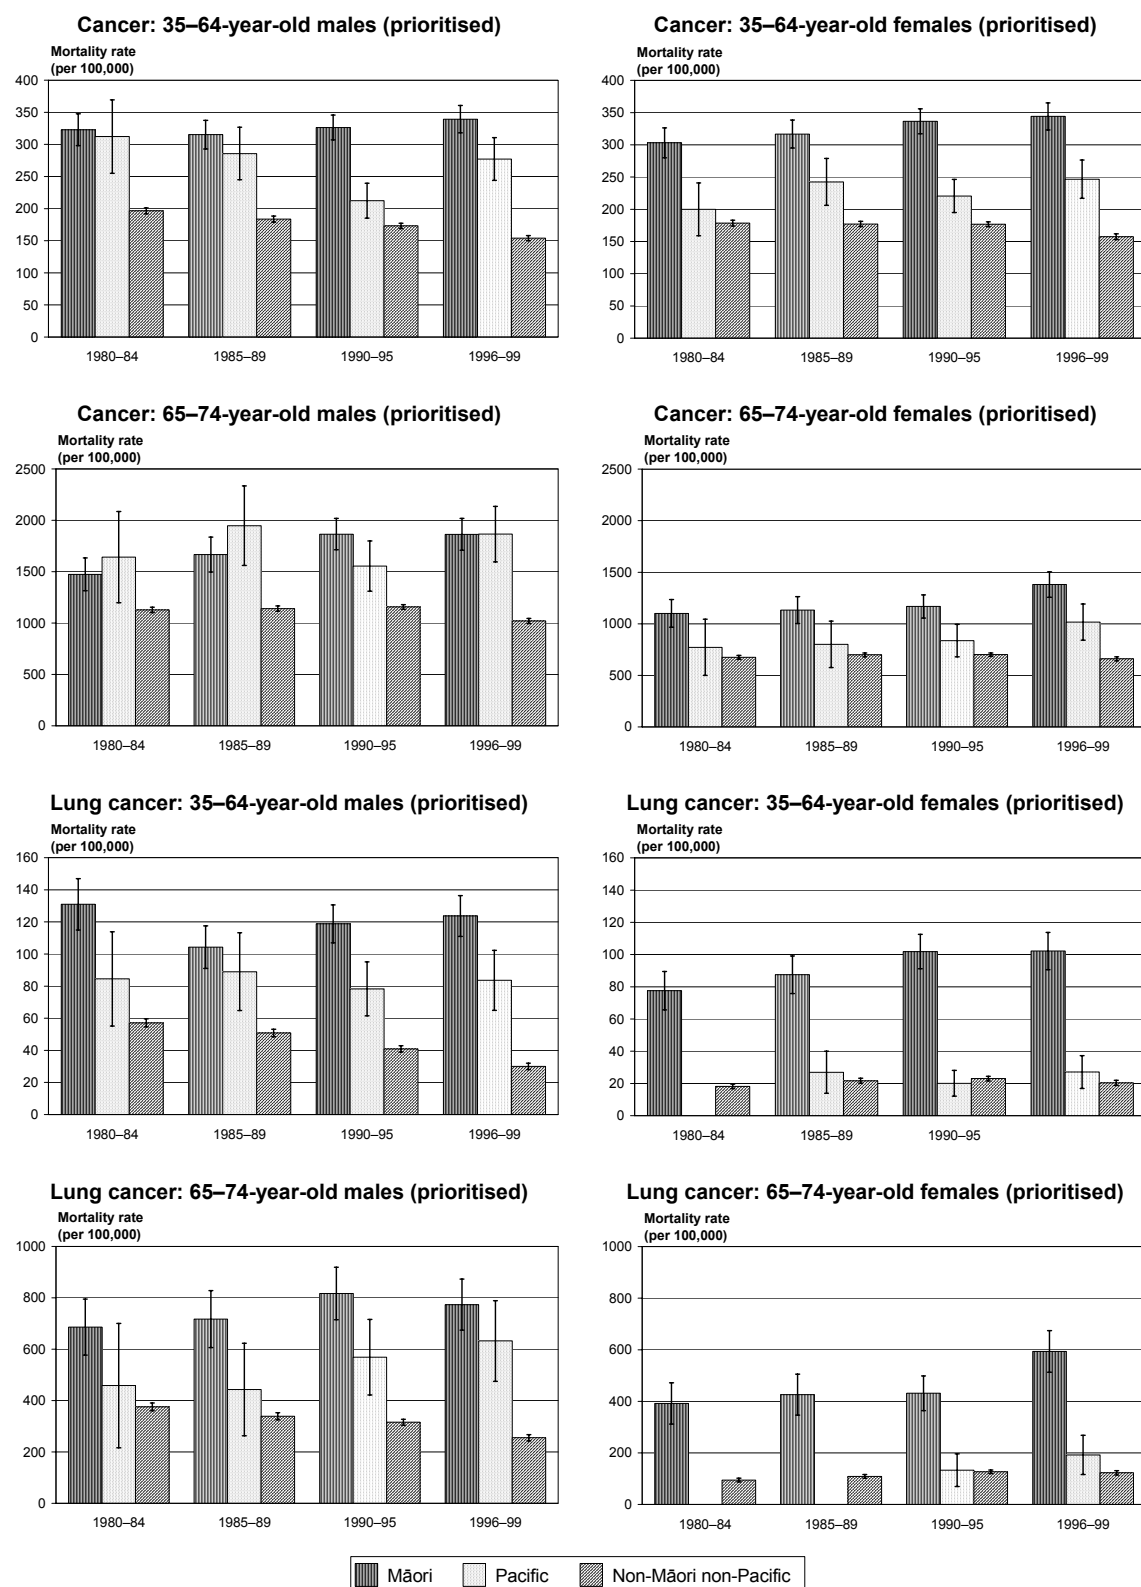 Cancer: 35–64-year-old males (prioritised)
Mortality rate
(per 100,000)
400
350
300
250
200
150
100
50
0
1980–84 1985–89 1990–95 1996–99
Cancer: 35–64-year-old females (prioritised)
Mortality rate
(per 100,000)
400
350
300
250
200
150
100
50
0
1980–84 1985–89 1990–95 1996–99
Cancer: 65–74-year-old males (prioritised)
Mortality rate
(per 100,000)
2500
2000
1500
1000
500
0
1980–84 1985–89 1990–95 1996–99
Cancer: 65–74-year-old females (prioritised)
Mortality rate
(per 100,000)
2500
2000
1500
1000
500
0
1980–84 1985–89 1990–95 1996–99
Lung cancer: 35–64-year-old males (prioritised)
Mortality rate
(per 100,000)
160
140
120
100
80
60
40
20
0
1980–84 1985–89 1990–95 1996–99
Lung cancer: 35–64-year-old females (prioritised)
Mortality rate
(per 100,000)
160
140
120
100
80
60
40
20
0
1980–84 1985–89 1990–95
Lung cancer: 65–74-year-old males (prioritised)
Mortality rate
(per 100,000)
1000
800
600
400
200
0
1980–84 1985–89 1990–95 1996–99
Lung cancer: 65–74-year-old females (prioritised)
Mortality rate
(per 100,000)
1000
800
600
400
200
0
1980–84 1985–89 1990–95 1996–99
Māori Pacific Non-Māori non-Pacific